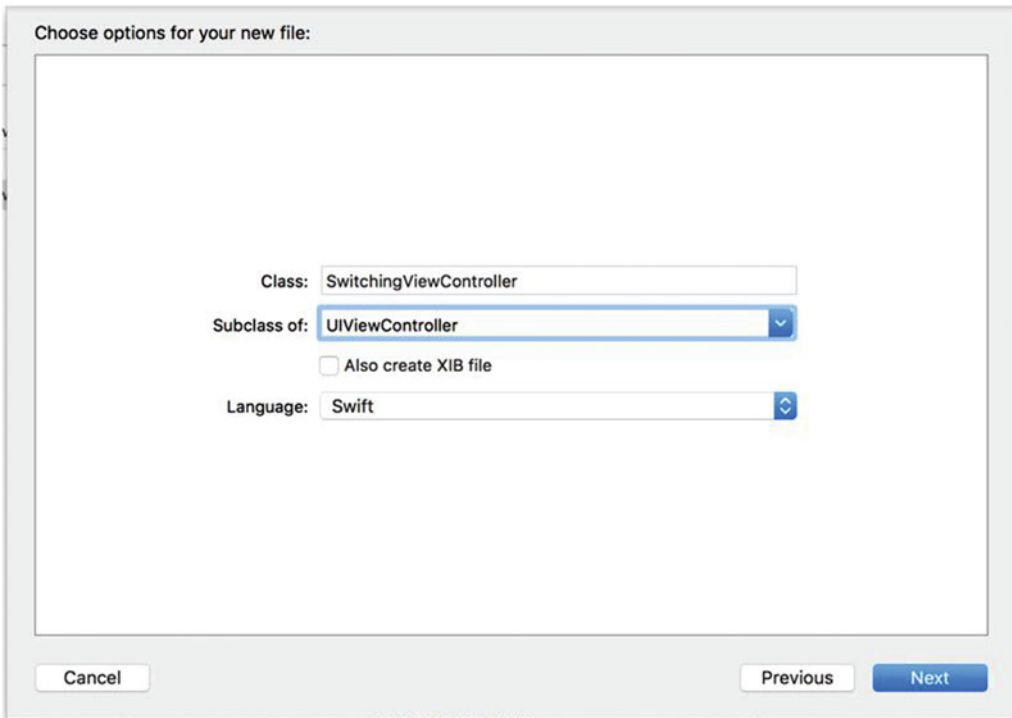 Choose options for your new file:
Class: SwitchingViewController
Subclass of: UIViewController
Also create XIB file
Language: Swift
Cancel Previous Next